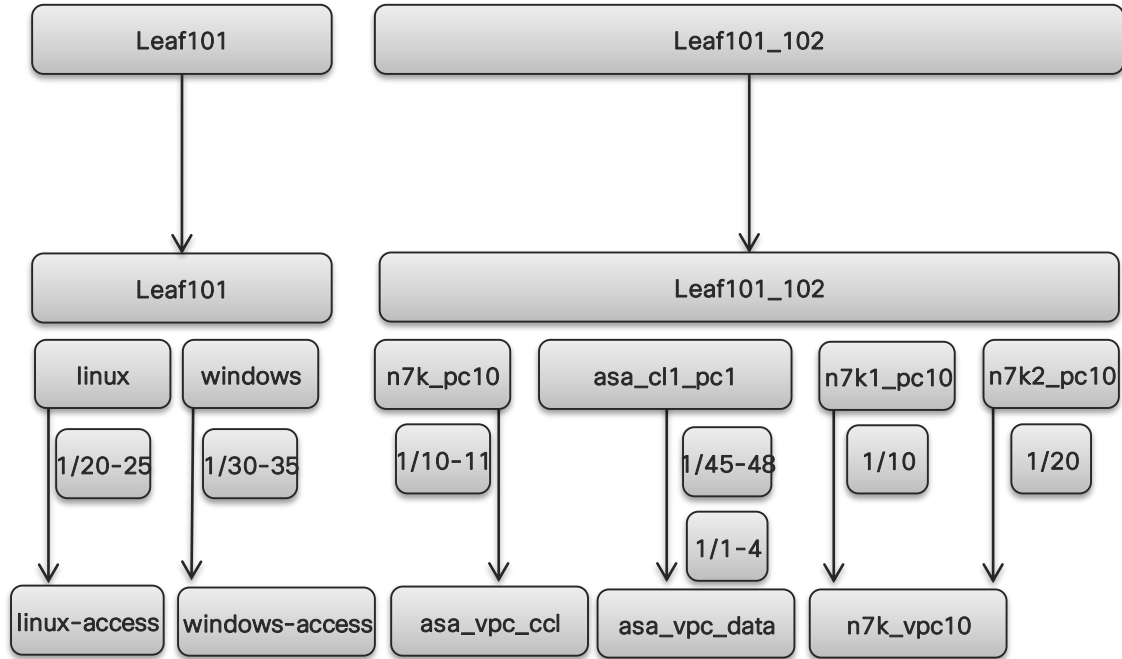 Leaf101
Leaf101_102
Leaf101
Leaf101_102
linux
windows
n7k_pc10
asa_cl1_pc1
n7k1_pc10
n7k2_pc10
1/20-25
1/30-35
1/10-11
1/45-48
1/10
1/20
1/1-4
linux-access
windows-access
asa_vpc_ccl
asa_vpc_data
n7k_vpc10